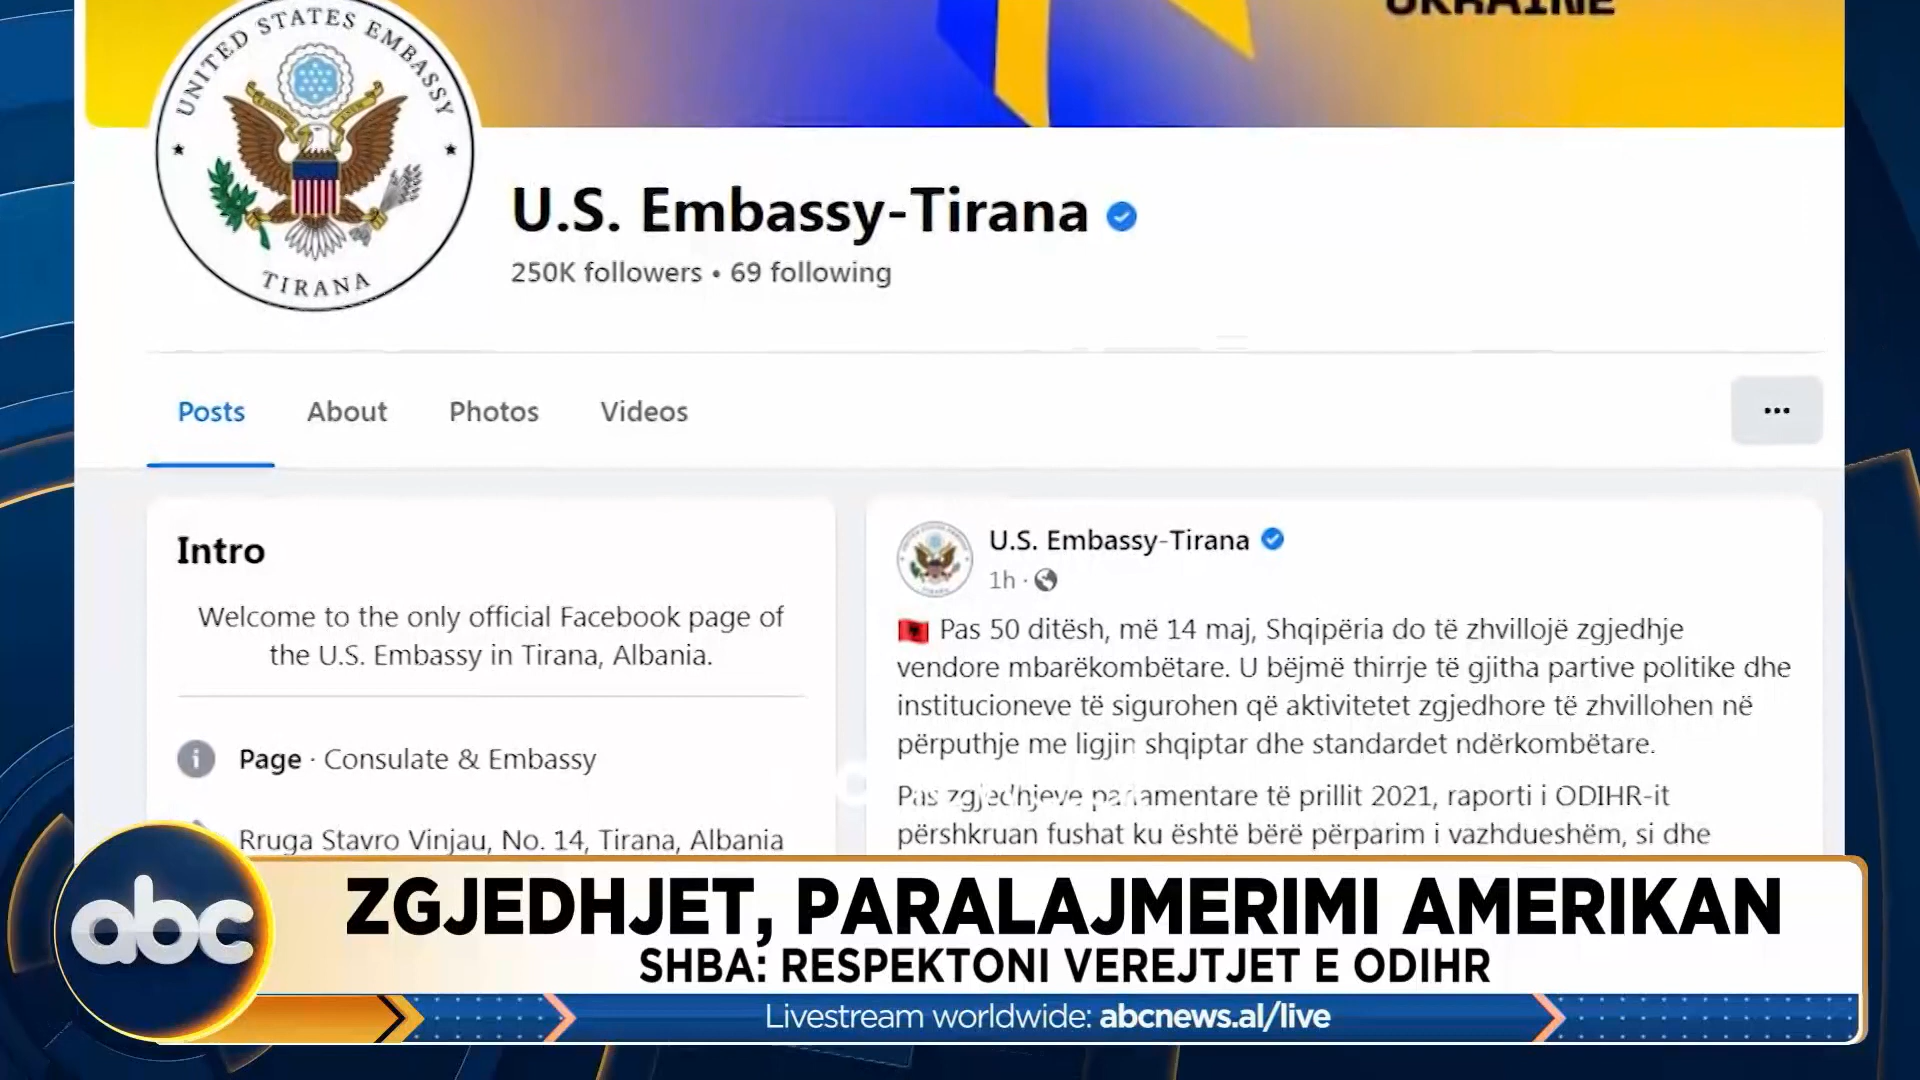 UKRAINE
UNITED STATES EMBASSY
TIRANA
U.S. Embassy-Tirana
250K followers • 69 following
Posts About Photos Videos
Intro
Welcome to the only official Facebook page of
the U.S. Embassy in Tirana, Albania.
Page · Consulate & Embassy
Rruga Stavro Vinjau, No. 14, Tirana, Albania
U.S. Embassy-Tirana
1h ·
Pas 50 ditësh, më 14 maj, Shqipëria do të zhvillojë zgjedhje
vendore mbarëkombëtare. U bëjmë thirrje të gjitha partive politike dhe
institucioneve të sigurohen që aktivitetet zgjedhore të zhvillohen në
përputhje me ligjin shqiptar dhe standardet ndërkombëtare.
Pas zgjedhjeve parlamentare të prillit 2021, raporti i ODIHR-it
përshkruan fushat ku është bërë përparim i vazhdueshëm, si dhe
abc
ZGJEDHJET, PARALAJMERIMI AMERIKAN
SHBA: RESPEKTONI VEREJTJET E ODIHR
Livestream worldwide: abcnews.al/live